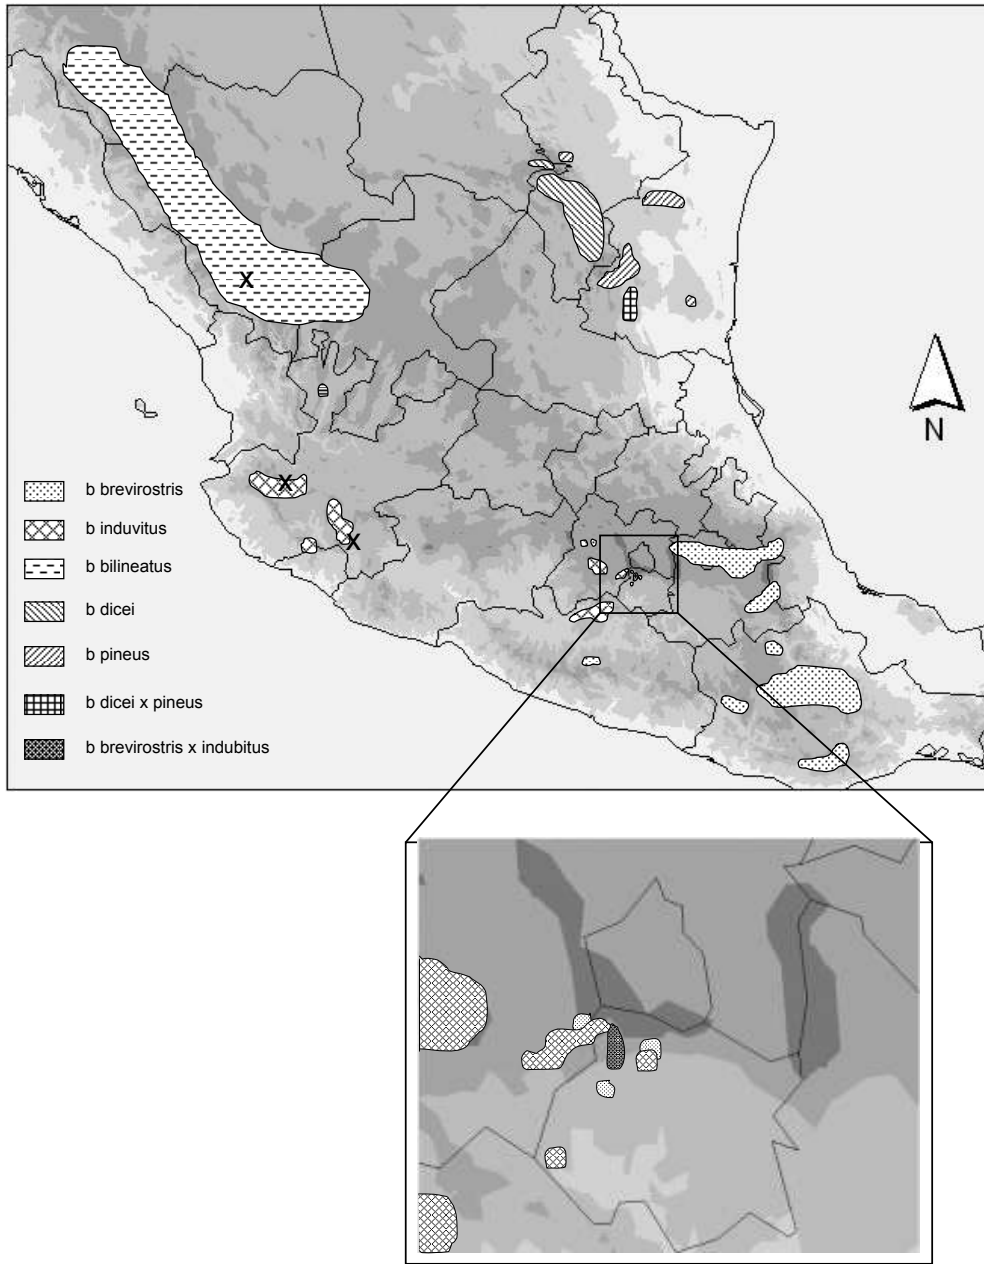 X
N
X
b brevirostris
b induvitus
X
b bilineatus
b dicei
b pineus
b dicei x pineus
b brevirostris x indubitus